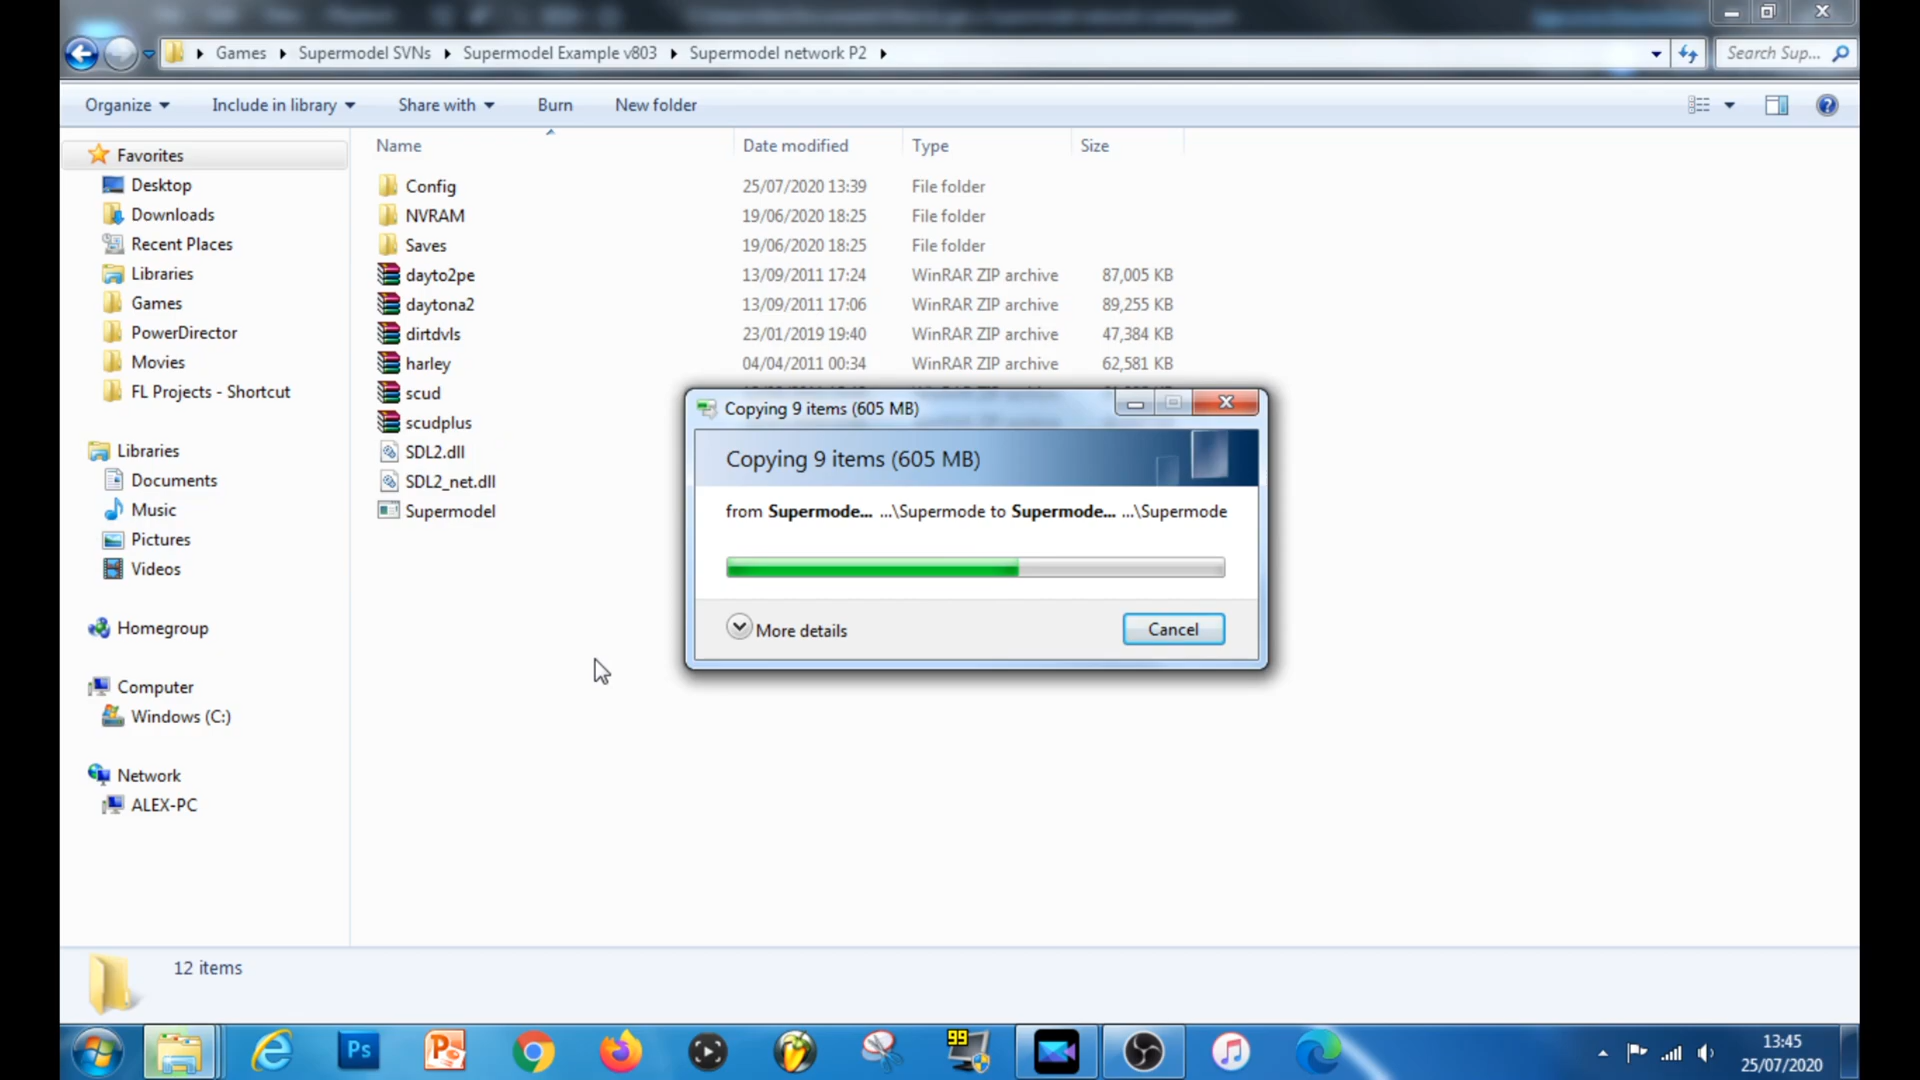 Games Supermodel SVNs Supermodel Example v803 Supermodel network P2
Search Sup...
Organize Include in library Share with Burn New folder
Name Date modified Type Size
Favorites
Desktop
Downloads
Recent Places
Libraries
Games
PowerDirector
Movies
FL Projects - Shortcut
Libraries
Documents
Music
Pictures
Videos
Homegroup
Computer
Windows (C:)
Network
ALEX-PC
Config 25/07/2020 13:39 File folder
NVRAM 19/06/2020 18:25 File folder
Saves 19/06/2020 18:25 File folder
dayto2pe 13/09/2011 17:24 WinRAR ZIP archive 87,005 KB
daytona2 13/09/2011 17:06 WinRAR ZIP archive 89,255 KB
dirtdvls 23/01/2019 19:40 WinRAR ZIP archive 47,384 KB
harley 04/04/2011 00:34 WinRAR ZIP archive 62,581 KB
scud
scudplus
SDL2.dll
SDL2_net.dll
Supermodel
Copying 9 items (605 MB)
Copying 9 items (605 MB)
from Supermode... ...\Supermode to Supermode... ...\Supermode
More details Cancel
12 items
Ps
99
13:45
25/07/2020